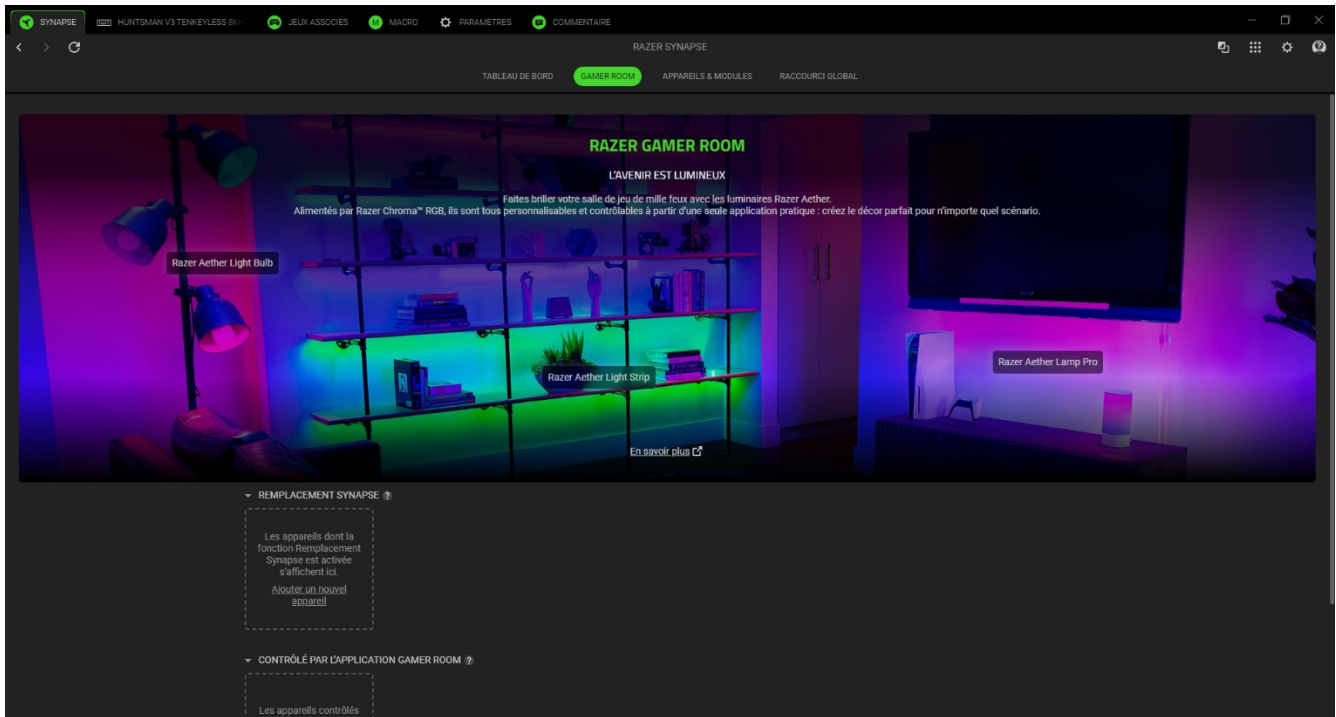 SYNAPSE
HUNTSMAN V3 TENKEYLESS 8KH
JEUX ASSOCIÉS
MACRO
PARAMÈTRES
COMMENTAIRE
RAZER SYNAPSE
TABLEAU DE BORD
GAMER ROOM
APPAREILS & MODULES
RACCOURCI GLOBAL
RAZER GAMER ROOM
L'AVENIR EST LUMINEUX
Faites briller votre salle de jeu de mille feux avec les luminaires Razer Aether.
Alimentés par Razer Chroma™ RGB, ils sont tous personnalisables et contrôlables à partir d'une seule application pratique : créez le décor parfait pour n'importe quel scénario.
Razer Aether Light Bulb
Razer Aether Lamp Pro
Razer Aether Light Strip
En savoir plus
REMPLACEMENT SYNAPSE ?
Les appareils dont la
fonction Remplacement
Synapse est activée
s'affichent ici.
Ajouter un nouvel
appareil
CONTRÔLÉ PAR L'APPLICATION GAMER ROOM ?
Les appareils contrôlés